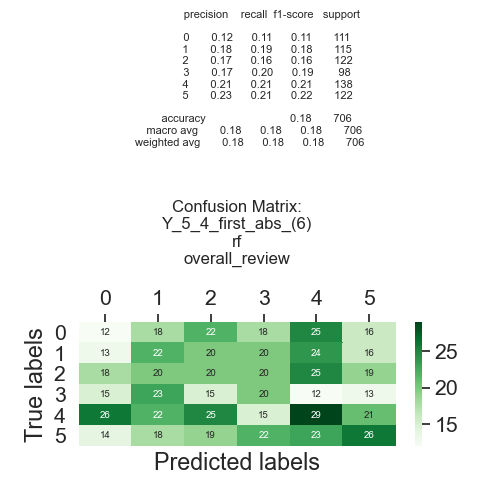 precision recall f1-score support
0 0.12 0.11 0.11 111
1 0.18 0.19 0.18 115
2 0.17 0.16 0.16 122
3 0.17 0.20 0.19 98
4 0.21 0.21 0.21 138
5 0.23 0.21 0.22 122
accuracy 0.18 706
macro avg 0.18 0.18 0.18 706
weighted avg 0.18 0.18 0.18 706
Confusion Matrix:
Y_5_4_first_abs_(6)
rf
overall_review
0 1 2 3 4 5
True labels
0 12 18 22 18 25 16
1 13 22 20 20 24 16
2 18 20 20 20 25 19
3 15 23 15 20 12 13
4 26 22 25 15 29 21
5 14 18 19 22 23 26
Predicted labels
25
20
15